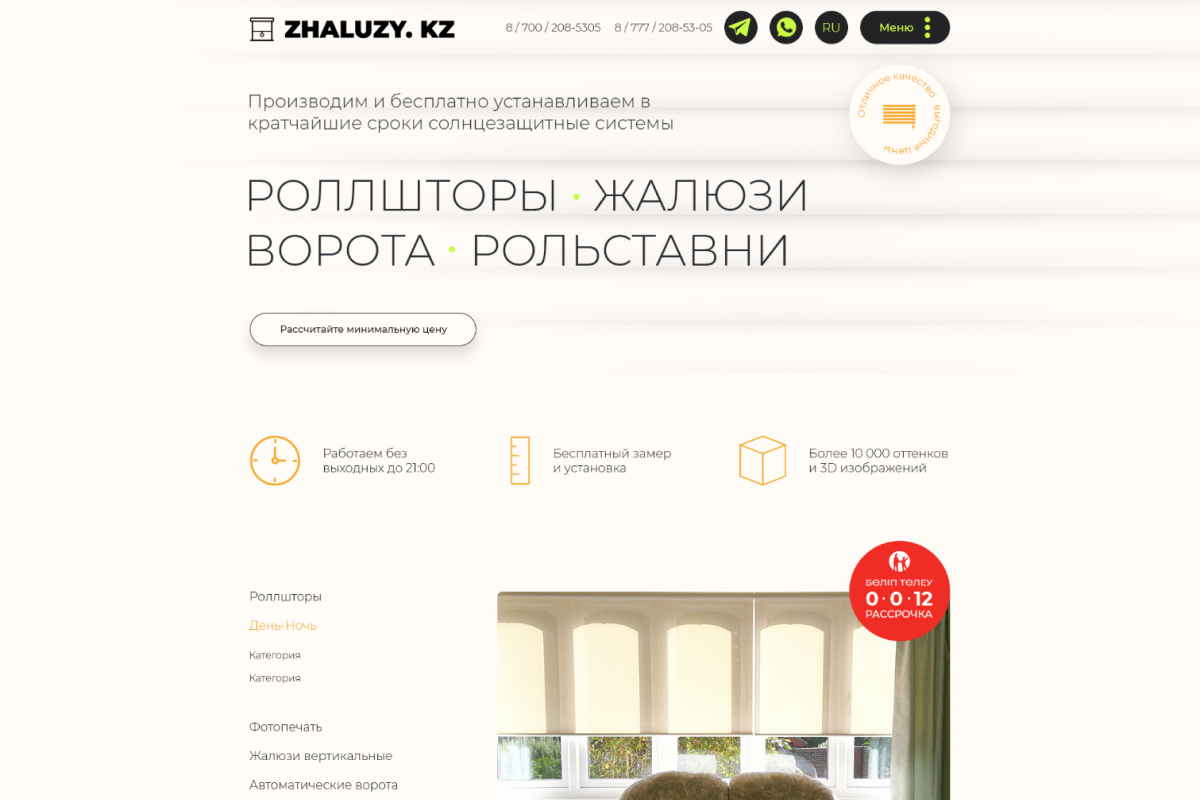 ZHALUZY. KZ
8 / 700 / 208-5305 8 / 777 / 208-53-05
RU
Меню
Отличное качество выгодные цены
Производим и бесплатно устанавливаем в
кратчайшие сроки солнцезащитные системы
РОЛЛШТОРЫ · ЖАЛЮЗИ
ВОРОТА · РОЛЬСТАВНИ
Рассчитайте минимальную цену
Работаем без
выходных до 21:00
Бесплатный замер
и установка
Более 10 000 оттенков
и 3D изображений
БӨЛІП ТӨЛЕУ
0 · 0 · 12
РАССРОЧКА
Роллшторы
День-Ночь
Категория
Категория
Фотопечать
Жалюзи вертикальные
Автоматические ворота